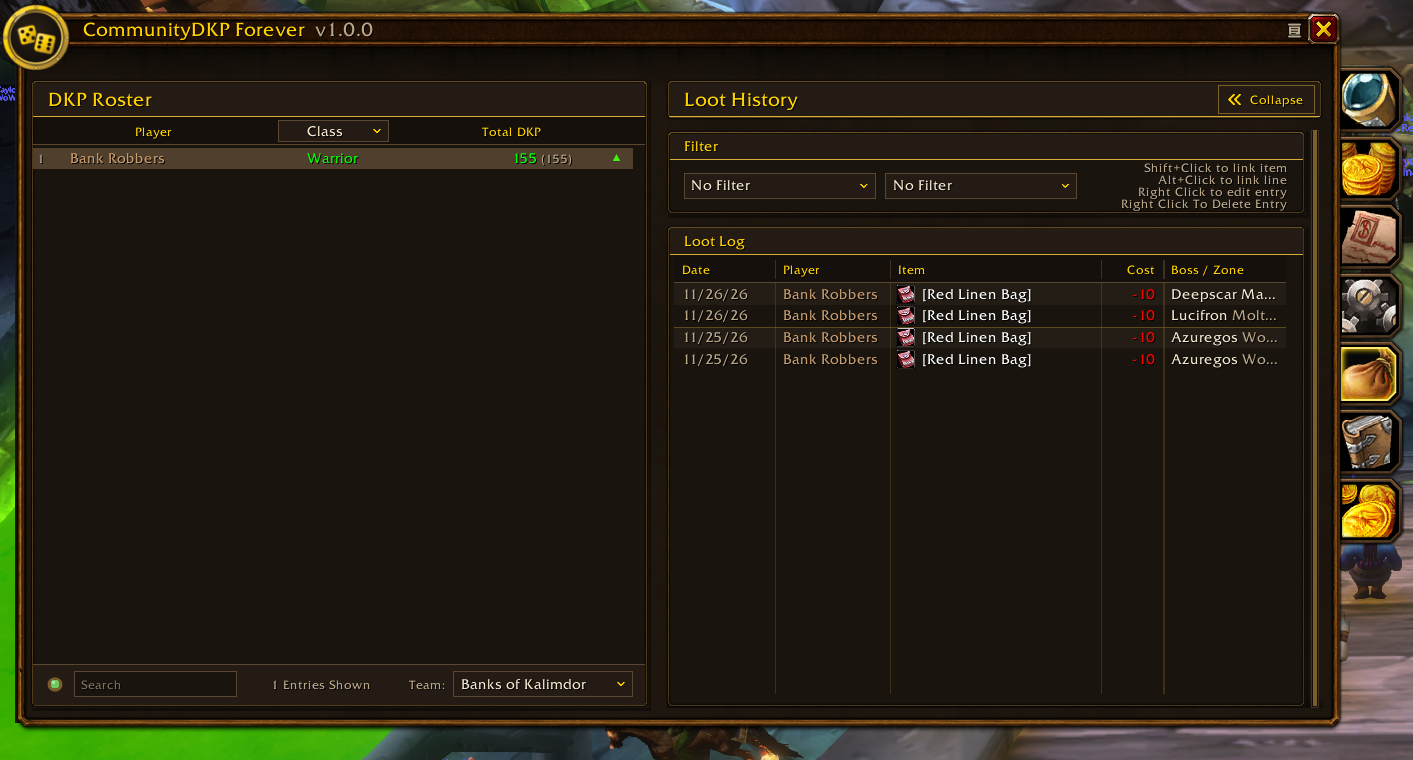 CommunityDKP Forever v1.0.0
DKP Roster
Player Class Total DKP
1 Bank Robbers Warrior 155 (155)
Search 1 Entries Shown Team: Banks of Kalimdor
Loot History
Collapse
Filter
No Filter No Filter
Shift+Click to link item
Alt+Click to link line
Right Click to edit entry
Right Click To Delete Entry
Loot Log
Date Player Item Cost Boss / Zone
11/26/26 Bank Robbers [Red Linen Bag] -10 Deepscar Ma...
11/26/26 Bank Robbers [Red Linen Bag] -10 Lucifron Molt...
11/25/26 Bank Robbers [Red Linen Bag] -10 Azuregos Wo...
11/25/26 Bank Robbers [Red Linen Bag] -10 Azuregos Wo...